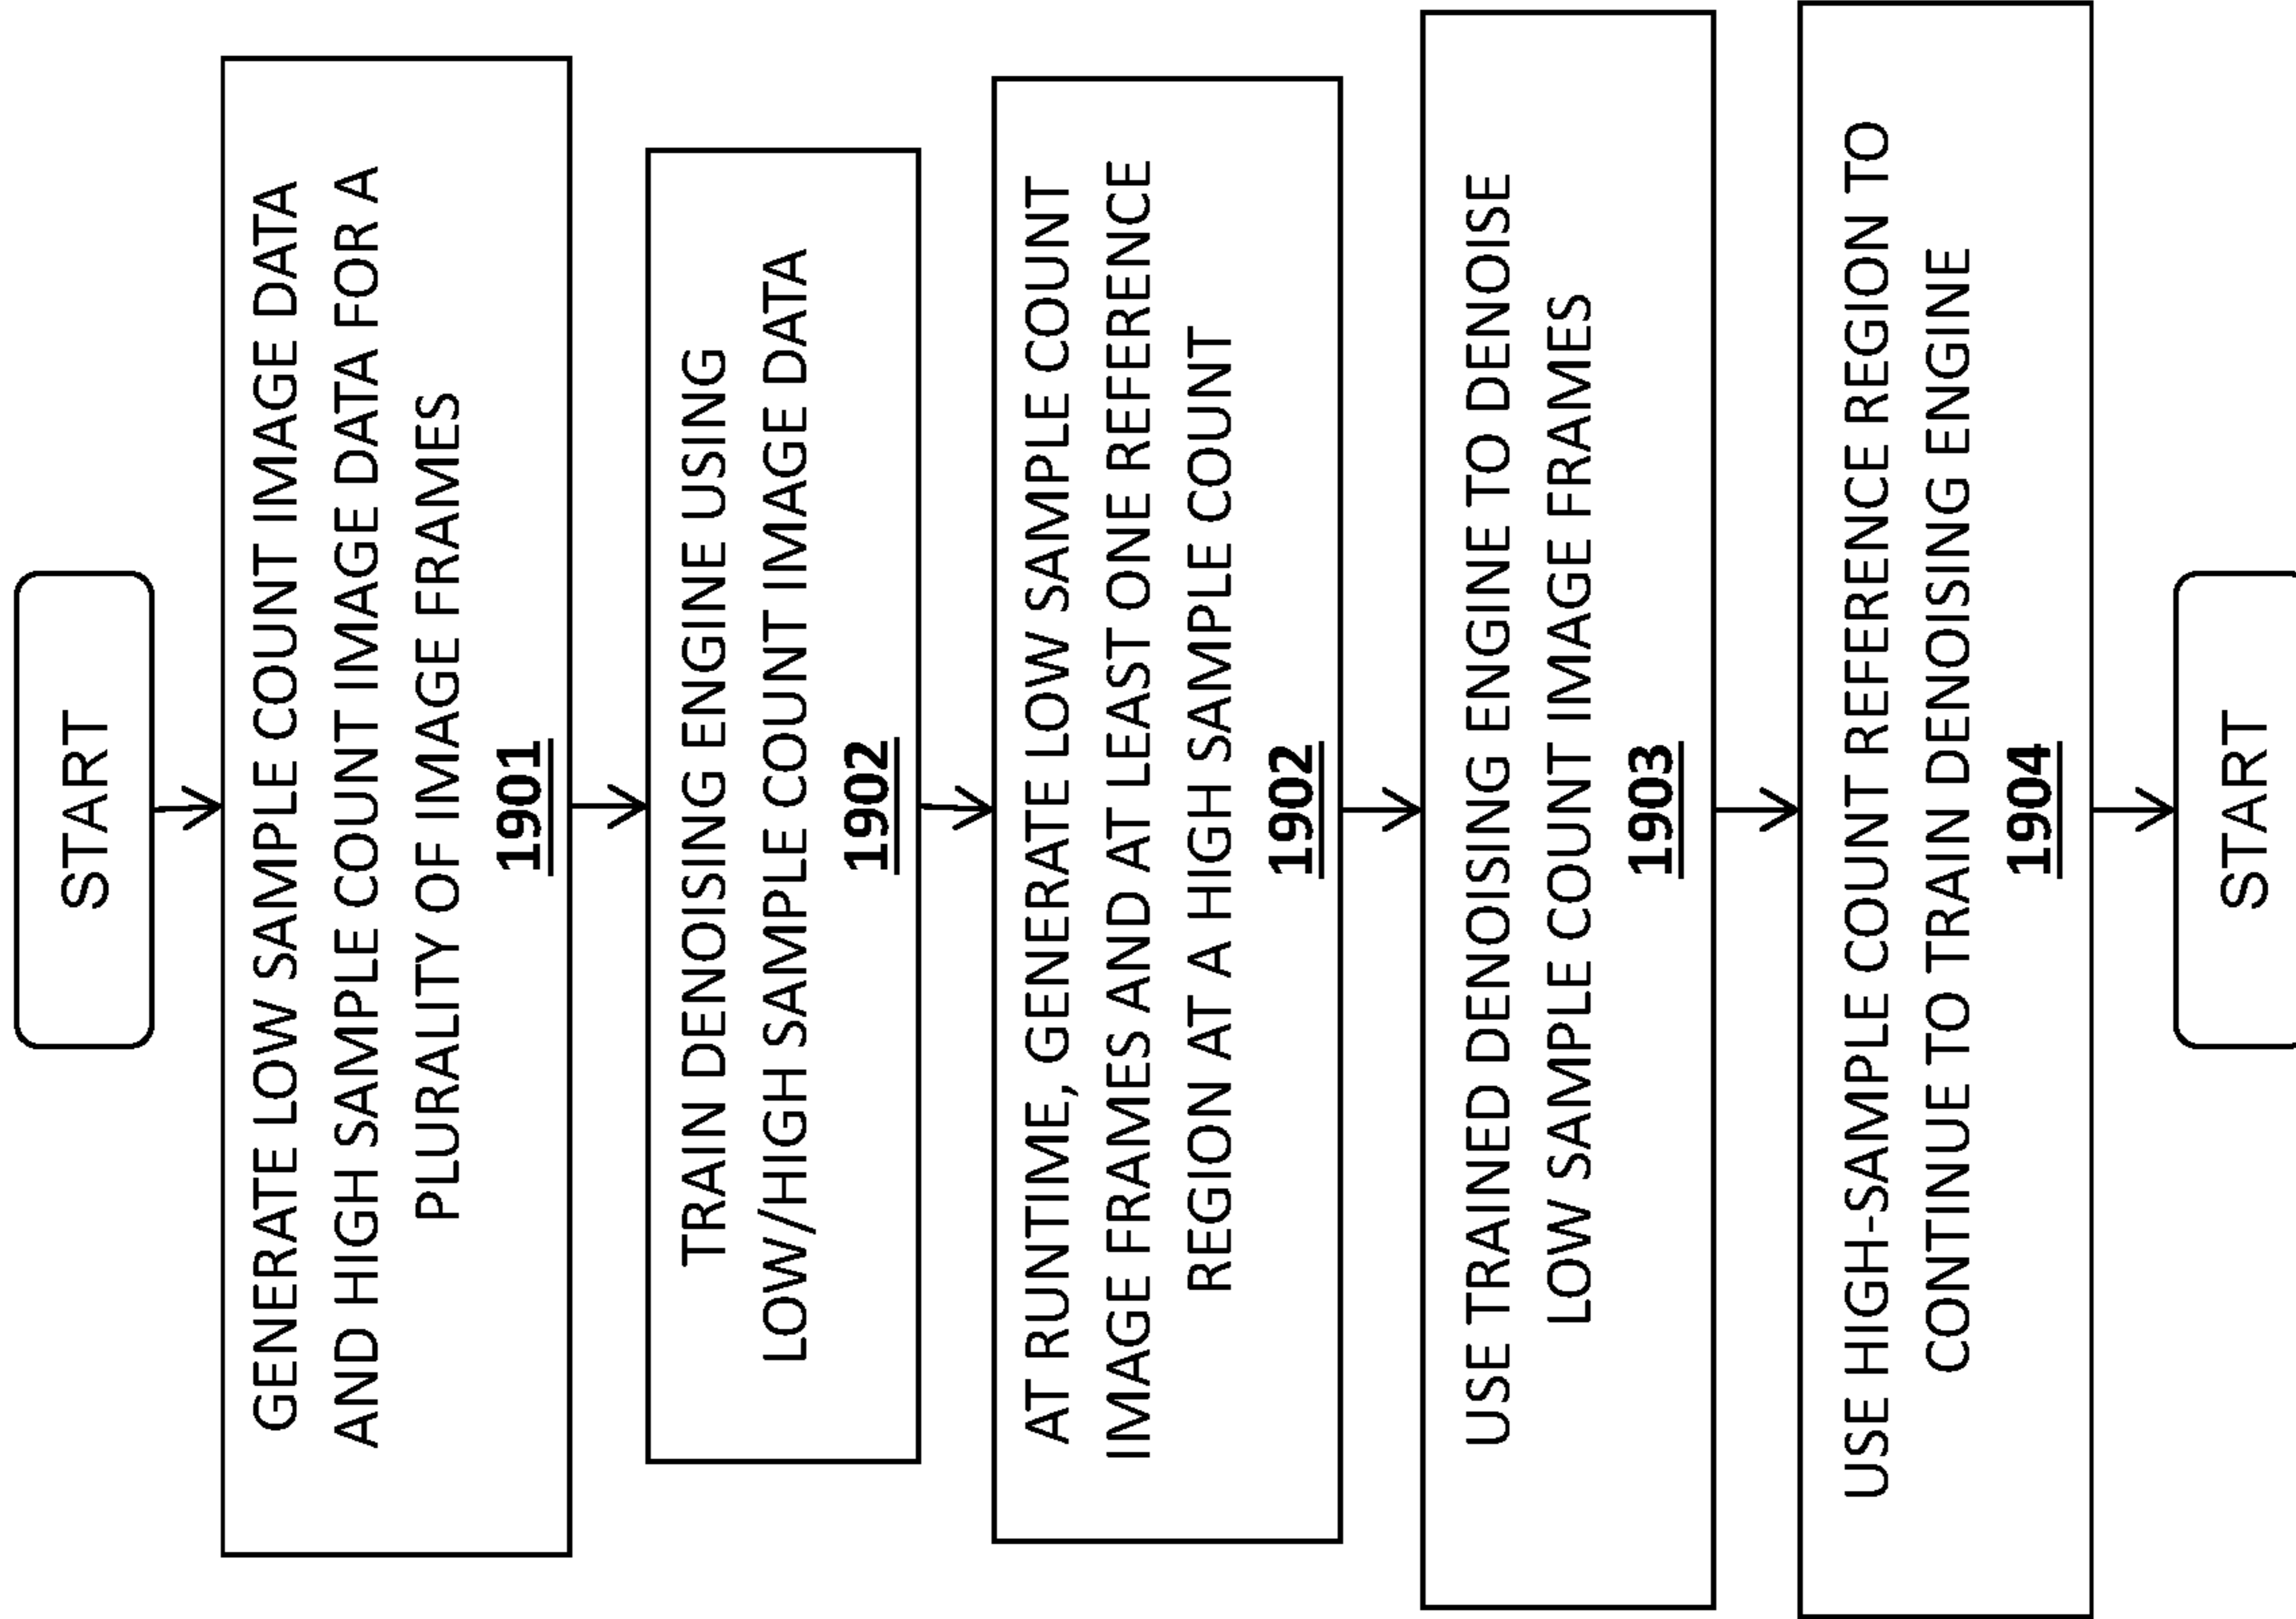 START
GENERATE LOW SAMPLE COUNT IMAGE DATA
AND HIGH SAMPLE COUNT IMAGE DATA FOR A
PLURALITY OF IMAGE FRAMES
1901
TRAIN DENOISING ENGINE USING
LOW/HIGH SAMPLE COUNT IMAGE DATA
1902
AT RUNTIME, GENERATE LOW SAMPLE COUNT
IMAGE FRAMES AND AT LEAST ONE REFERENCE
REGION AT A HIGH SAMPLE COUNT
1902
USE TRAINED DENOISING ENGINE TO DENOISE
LOW SAMPLE COUNT IMAGE FRAMES
1903
USE HIGH-SAMPLE COUNT REFERENCE REGION TO
CONTINUE TO TRAIN DENOISING ENGINE
1904
START